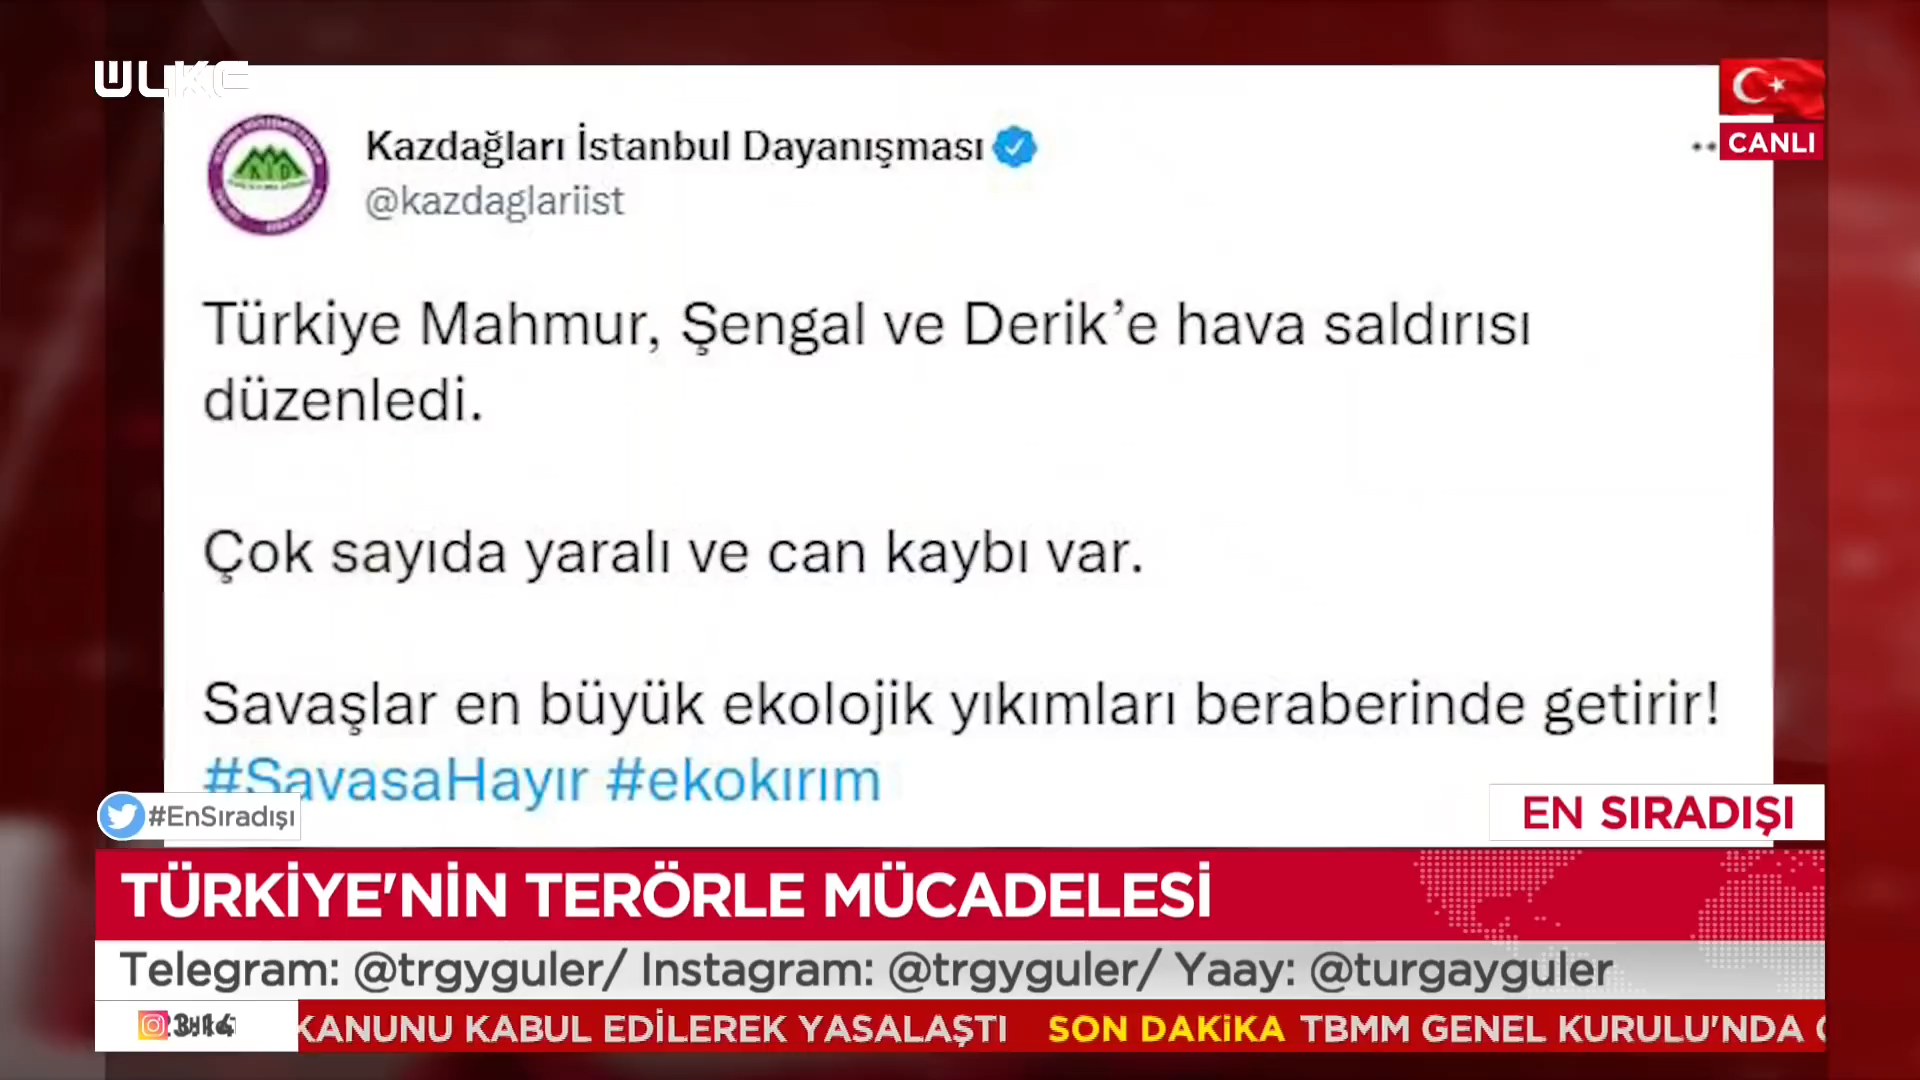 ULKE
Kazdağları İstanbul Dayanışması
@kazdaglariist
CANLI
Türkiye Mahmur, Şengal ve Derik’e hava saldırısı
düzenledi.
Çok sayıda yaralı ve can kaybı var.
Savaşlar en büyük ekolojik yıkımları beraberinde getirir!
#SavasaHayır #ekokırım
#EnSıradışı
EN SIRADIŞI
TÜRKİYE'NİN TERÖRLE MÜCADELESİ
Telegram: @trgyguler/ Instagram: @trgyguler/ Yaay: @turgayguler
KANUNU KABUL EDİLEREK YASALAŞTI SON DAKİKA TBMM GENEL KURULU'NDA